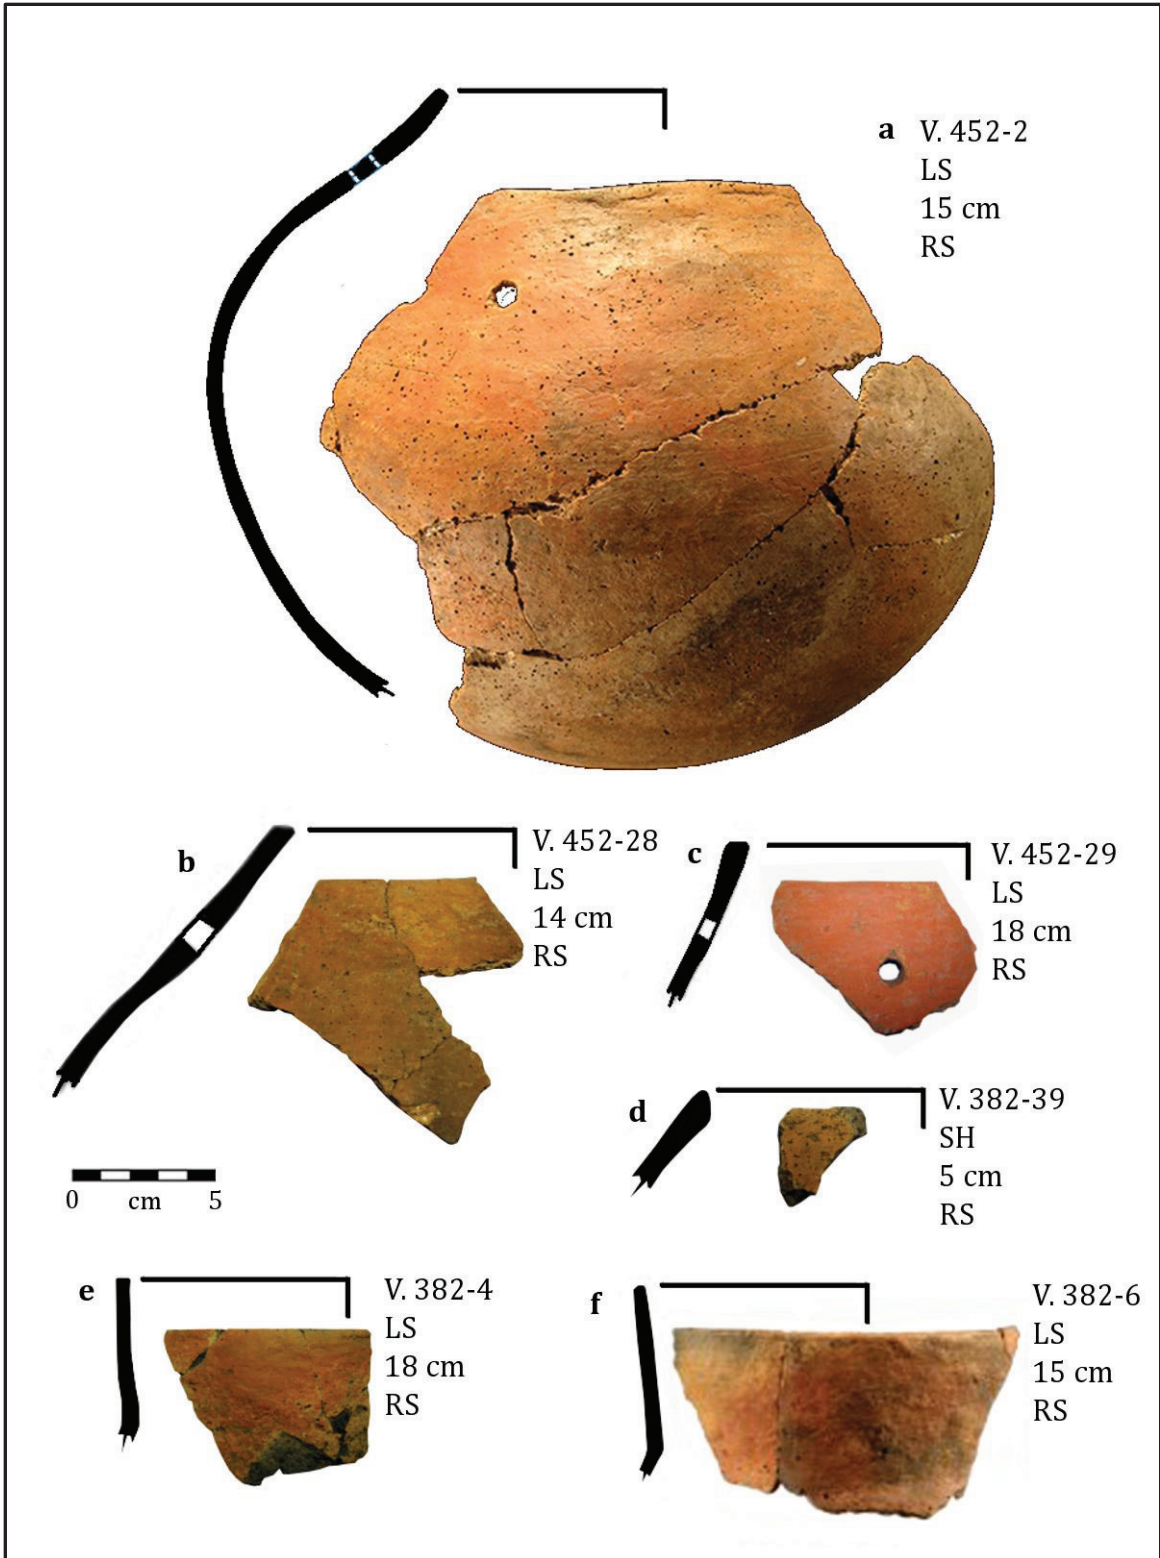 a V. 452-2
LS
15 cm
RS
b V. 452-28
LS
14 cm
RS
c V. 452-29
LS
18 cm
RS
d V. 382-39
SH
5 cm
RS
0 cm 5
e V. 382-4
LS
18 cm
RS
f V. 382-6
LS
15 cm
RS